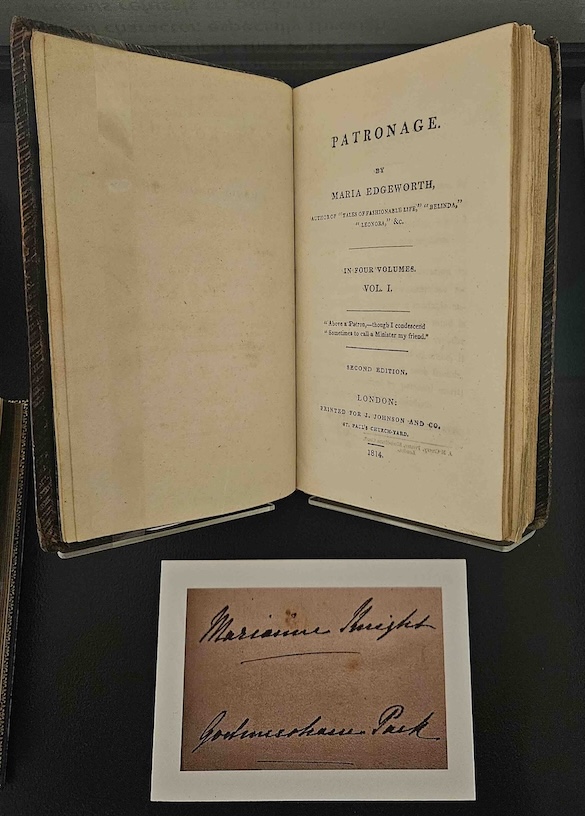 PATRONAGE.
BY
MARIA EDGEWORTH,
AUTHOR OF "TALES OF FASHIONABLE LIFE," "BELINDA,"
"LEONORA," &c.
IN FOUR VOLUMES.
VOL. I.
"Above a Patron,—though I condescend
"Sometimes to call a Minister my friend."
SECOND EDITION.
LONDON:
PRINTED FOR J. JOHNSON AND CO.
ST. PAUL'S CHURCH-YARD.
1814.
Marianne Knight
Godmersham Park